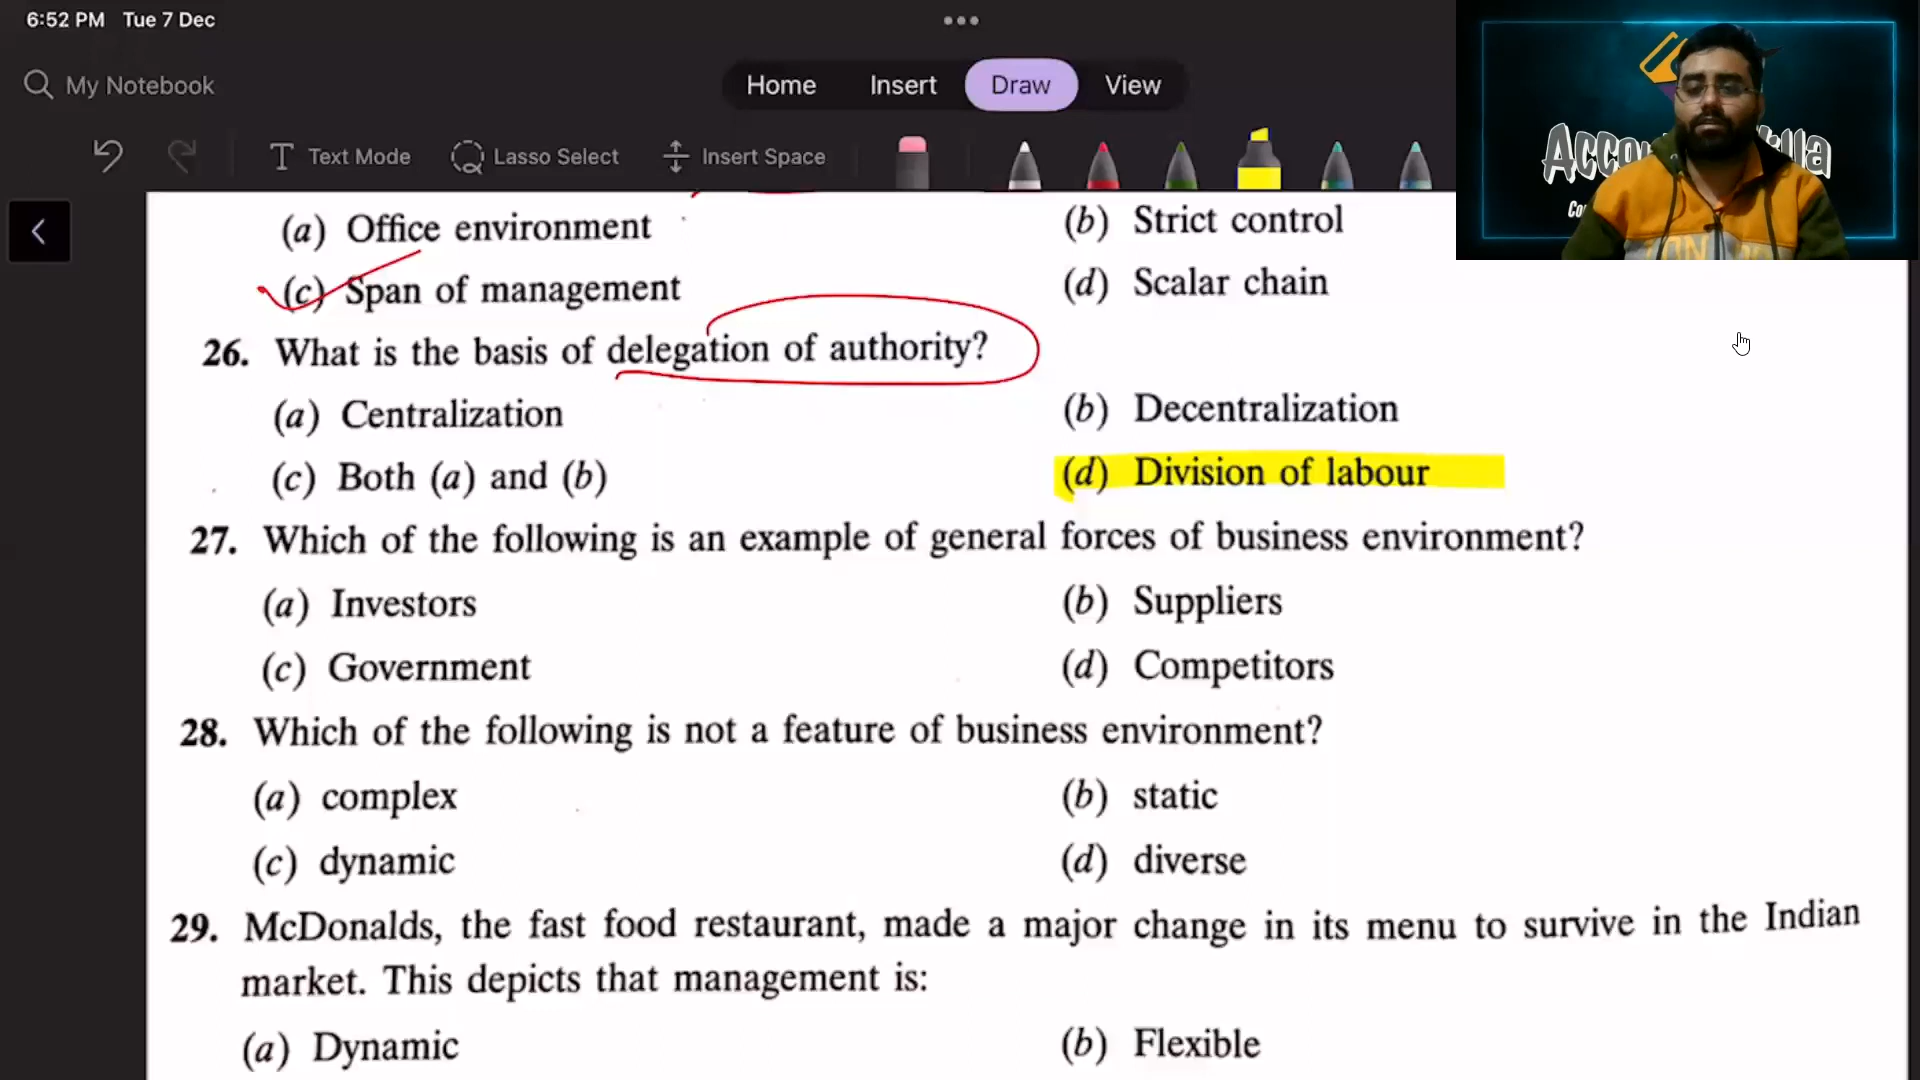 6:52 PM Tue 7 Dec
My Notebook
Home Insert Draw View
Text Mode Lasso Select Insert Space
(a) Office environment (b) Strict control
(c) Span of management (d) Scalar chain
26. What is the basis of delegation of authority?
(a) Centralization (b) Decentralization
(c) Both (a) and (b) (d) Division of labour
27. Which of the following is an example of general forces of business environment?
(a) Investors (b) Suppliers
(c) Government (d) Competitors
28. Which of the following is not a feature of business environment?
(a) complex (b) static
(c) dynamic (d) diverse
29. McDonalds, the fast food restaurant, made a major change in its menu to survive in the Indian
market. This depicts that management is:
(a) Dynamic (b) Flexible